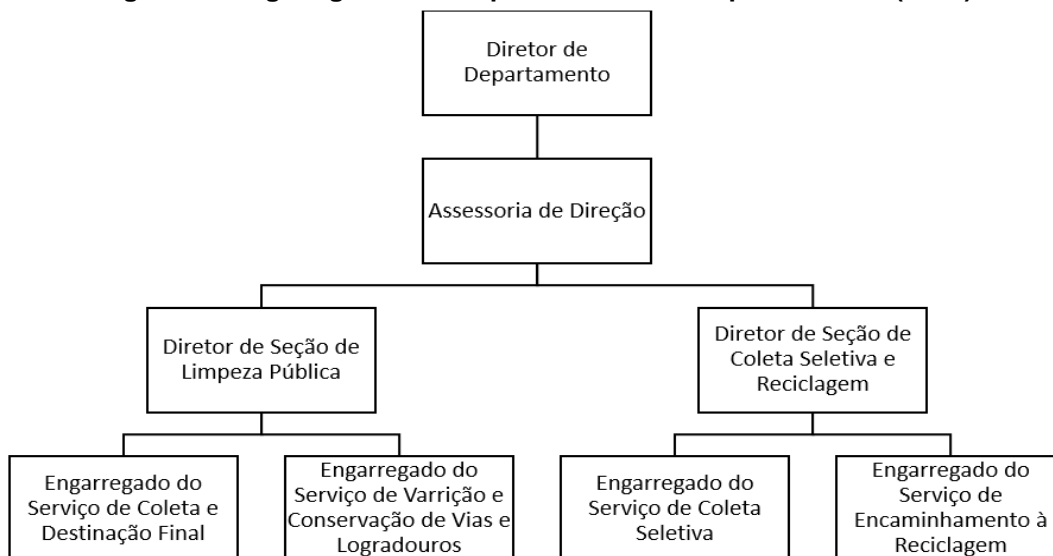 Diretor de
Departamento
Assessoria de Direção
Diretor de Seção de
Limpeza Pública
Diretor de Seção de
Coleta Seletiva e
Reciclagem
Engarregado do
Serviço de Coleta e
Destinação Final
Engarregado do
Serviço de Varrição e
Conservação de Vias e
Logradouros
Engarregado do
Serviço de Coleta
Seletiva
Engarregado do
Serviço de
Encaminhamento à
Reciclagem